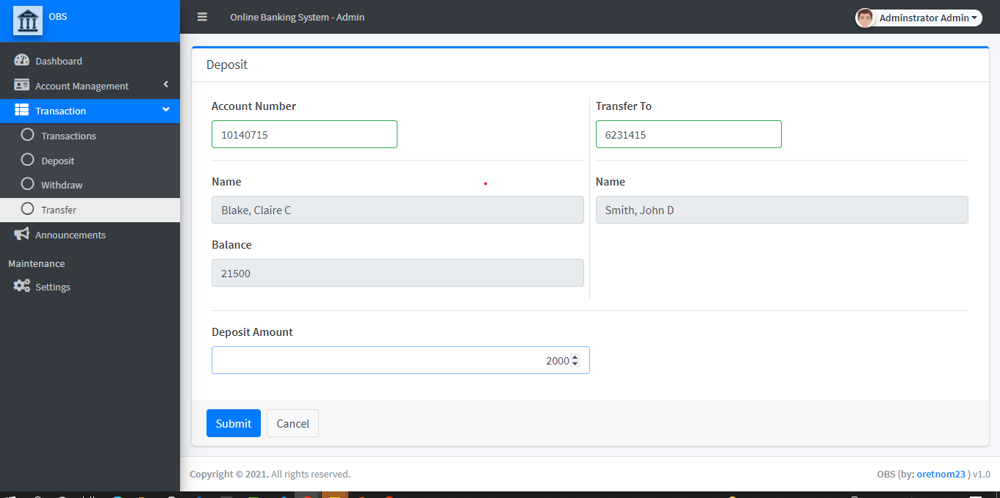 OBS
Online Banking System - Admin
Adminstrator Admin
Dashboard
Account Management
Transaction
Transactions
Deposit
Withdraw
Transfer
Announcements
Maintenance
Settings
Deposit
Account Number
10140715
Transfer To
6231415
Name
Blake, Claire C
Name
Smith, John D
Balance
21500
Deposit Amount
2000
Submit
Cancel
Copyright © 2021. All rights reserved.
OBS (by: oretnom23 ) v1.0